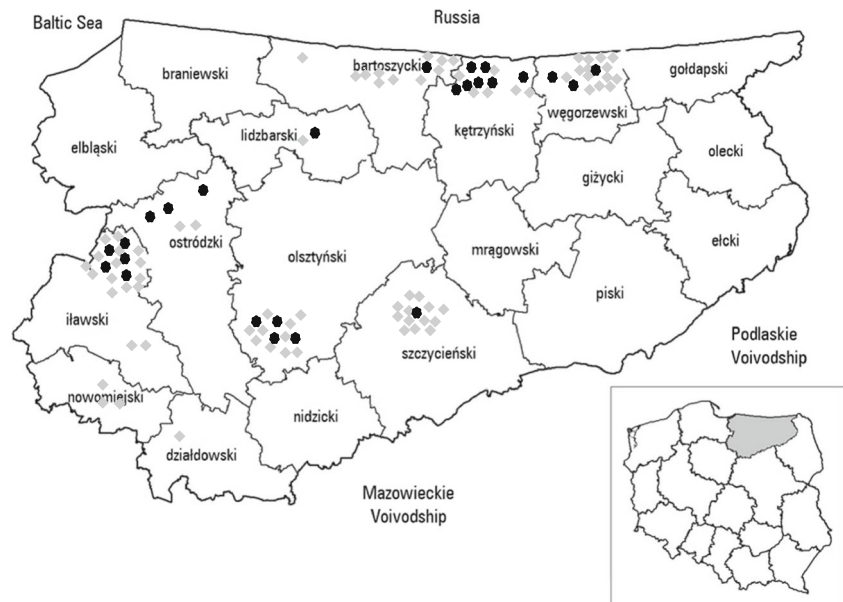 Baltic Sea
Russia
braniewski
bartoszycki
gołdapski
węgorzewski
elbląski
lidzbarski
kętrzyński
olecki
giżycki
ostródzki
olsztyński
mrągowski
ełcki
piski
iławski
szczycieński
Podlaskie
Voivodship
nowomiejski
nidzicki
działdowski
Mazowieckie
Voivodship